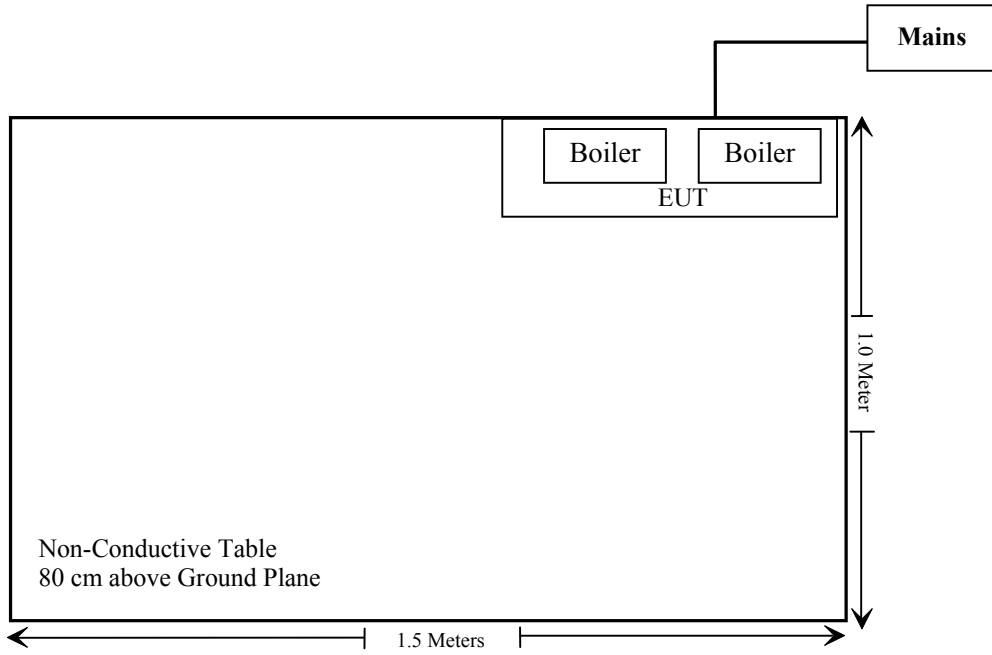 Mains
Boiler Boiler
EUT
1.0 Meter
Non-Conductive Table
80 cm above Ground Plane
1.5 Meters